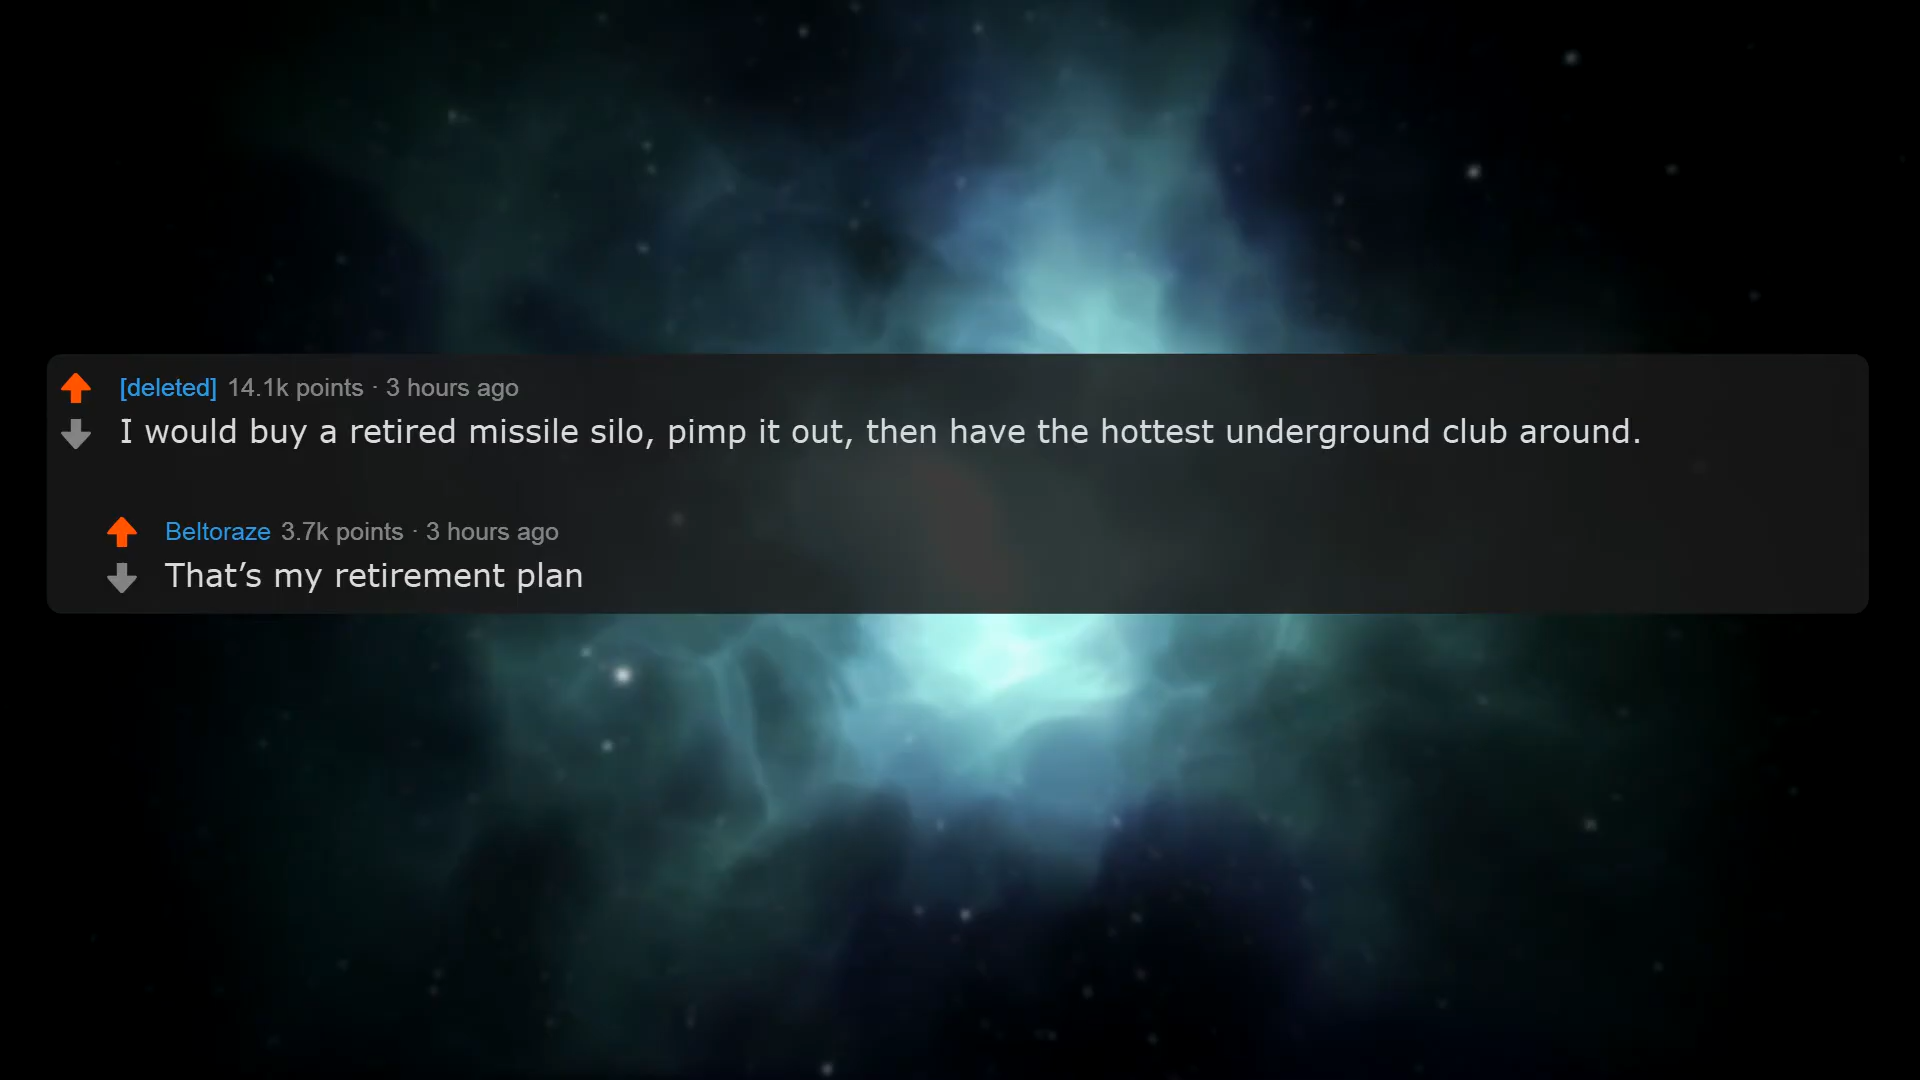 [deleted] 14.1k points · 3 hours ago
I would buy a retired missile silo, pimp it out, then have the hottest underground club around.
Beltoraze 3.7k points · 3 hours ago
That’s my retirement plan